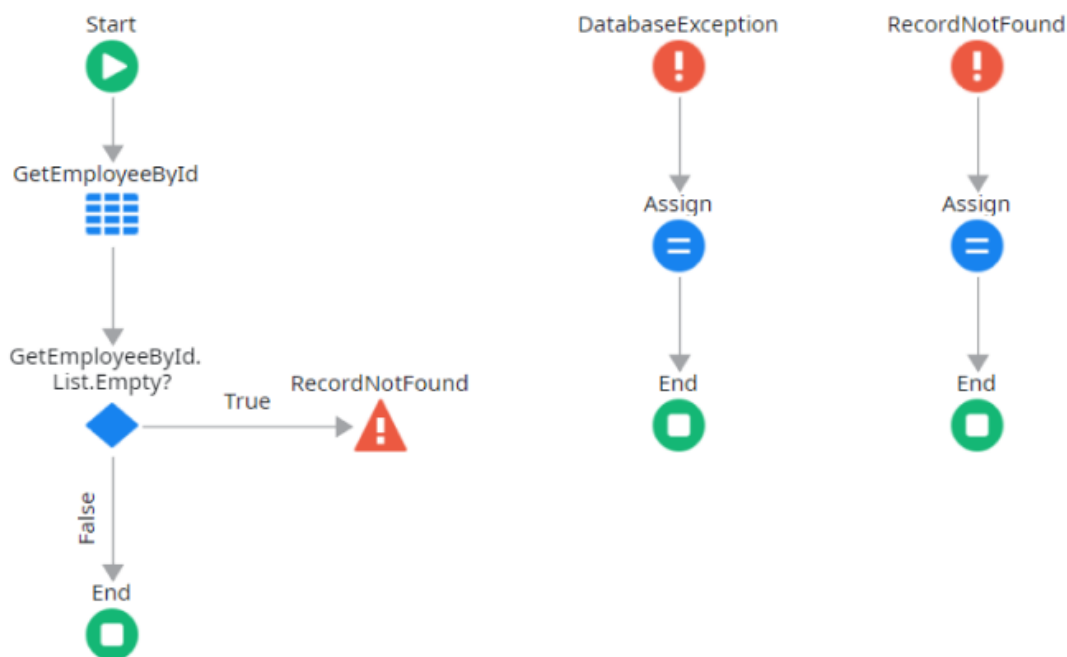 Start
GetEmployeeById
GetEmployeeById.
List.Empty?
True
RecordNotFound
False
End
DatabaseException
Assign
End
RecordNotFound
Assign
End